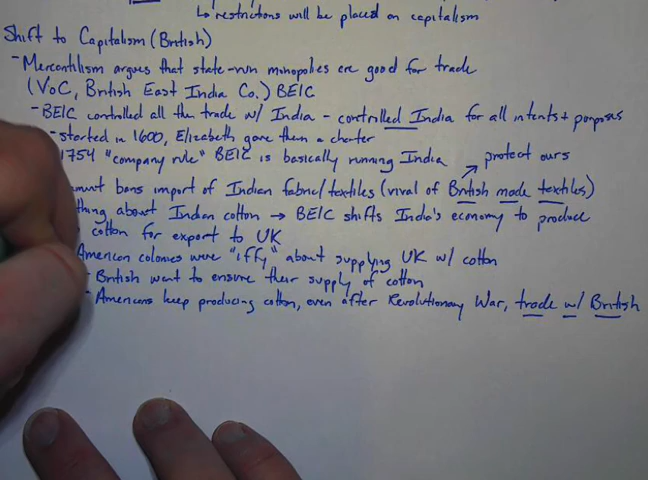 ↳ restrictions will be placed on capitalism
Shift to Capitalism (British)
- Mercantilism argues that state-run monopolies are good for trade
(VoC, British East India Co.) BEIC
- BEIC controlled all the trade w/ India - controlled India for all intents + purposes
- started in 1600, Elizabeth gave them a charter
1754 "company rule" BEIC is basically running India → protect ours
bans import of Indian fabric/textiles (rival of British made textiles)
thing about Indian cotton → BEIC shifts India's economy to produce
cotton for export to UK
American colonies were "iffy" about supplying UK w/ cotton
- British want to ensure their supply of cotton
- Americans keep producing cotton, even after Revolutionary War, trade w/ British